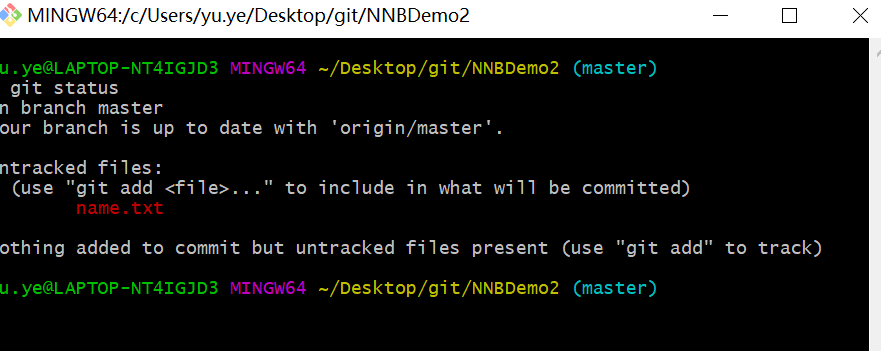 MINGW64:/c/Users/yu.ye/Desktop/git/NNBDemo2
u.ye@LAPTOP-NT4IGJD3 MINGW64 ~/Desktop/git/NNBDemo2 (master)
git status
n branch master
our branch is up to date with 'origin/master'.
ntracked files:
(use "git add <file>..." to include in what will be committed)
name.txt
othing added to commit but untracked files present (use "git add" to track)
u.ye@LAPTOP-NT4IGJD3 MINGW64 ~/Desktop/git/NNBDemo2 (master)